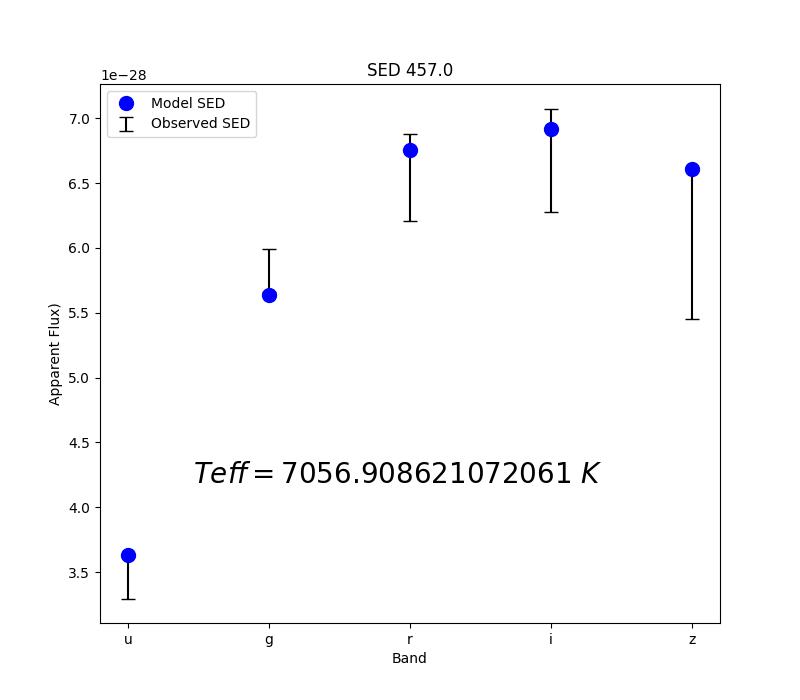 SED 457.0
1e−28
Model SED
Observed SED
7.0
6.5
6.0
5.5
5.0
4.5
4.0
3.5
Apparent Flux)
Teff = 7056.908621072061 K
u g r i z
Band